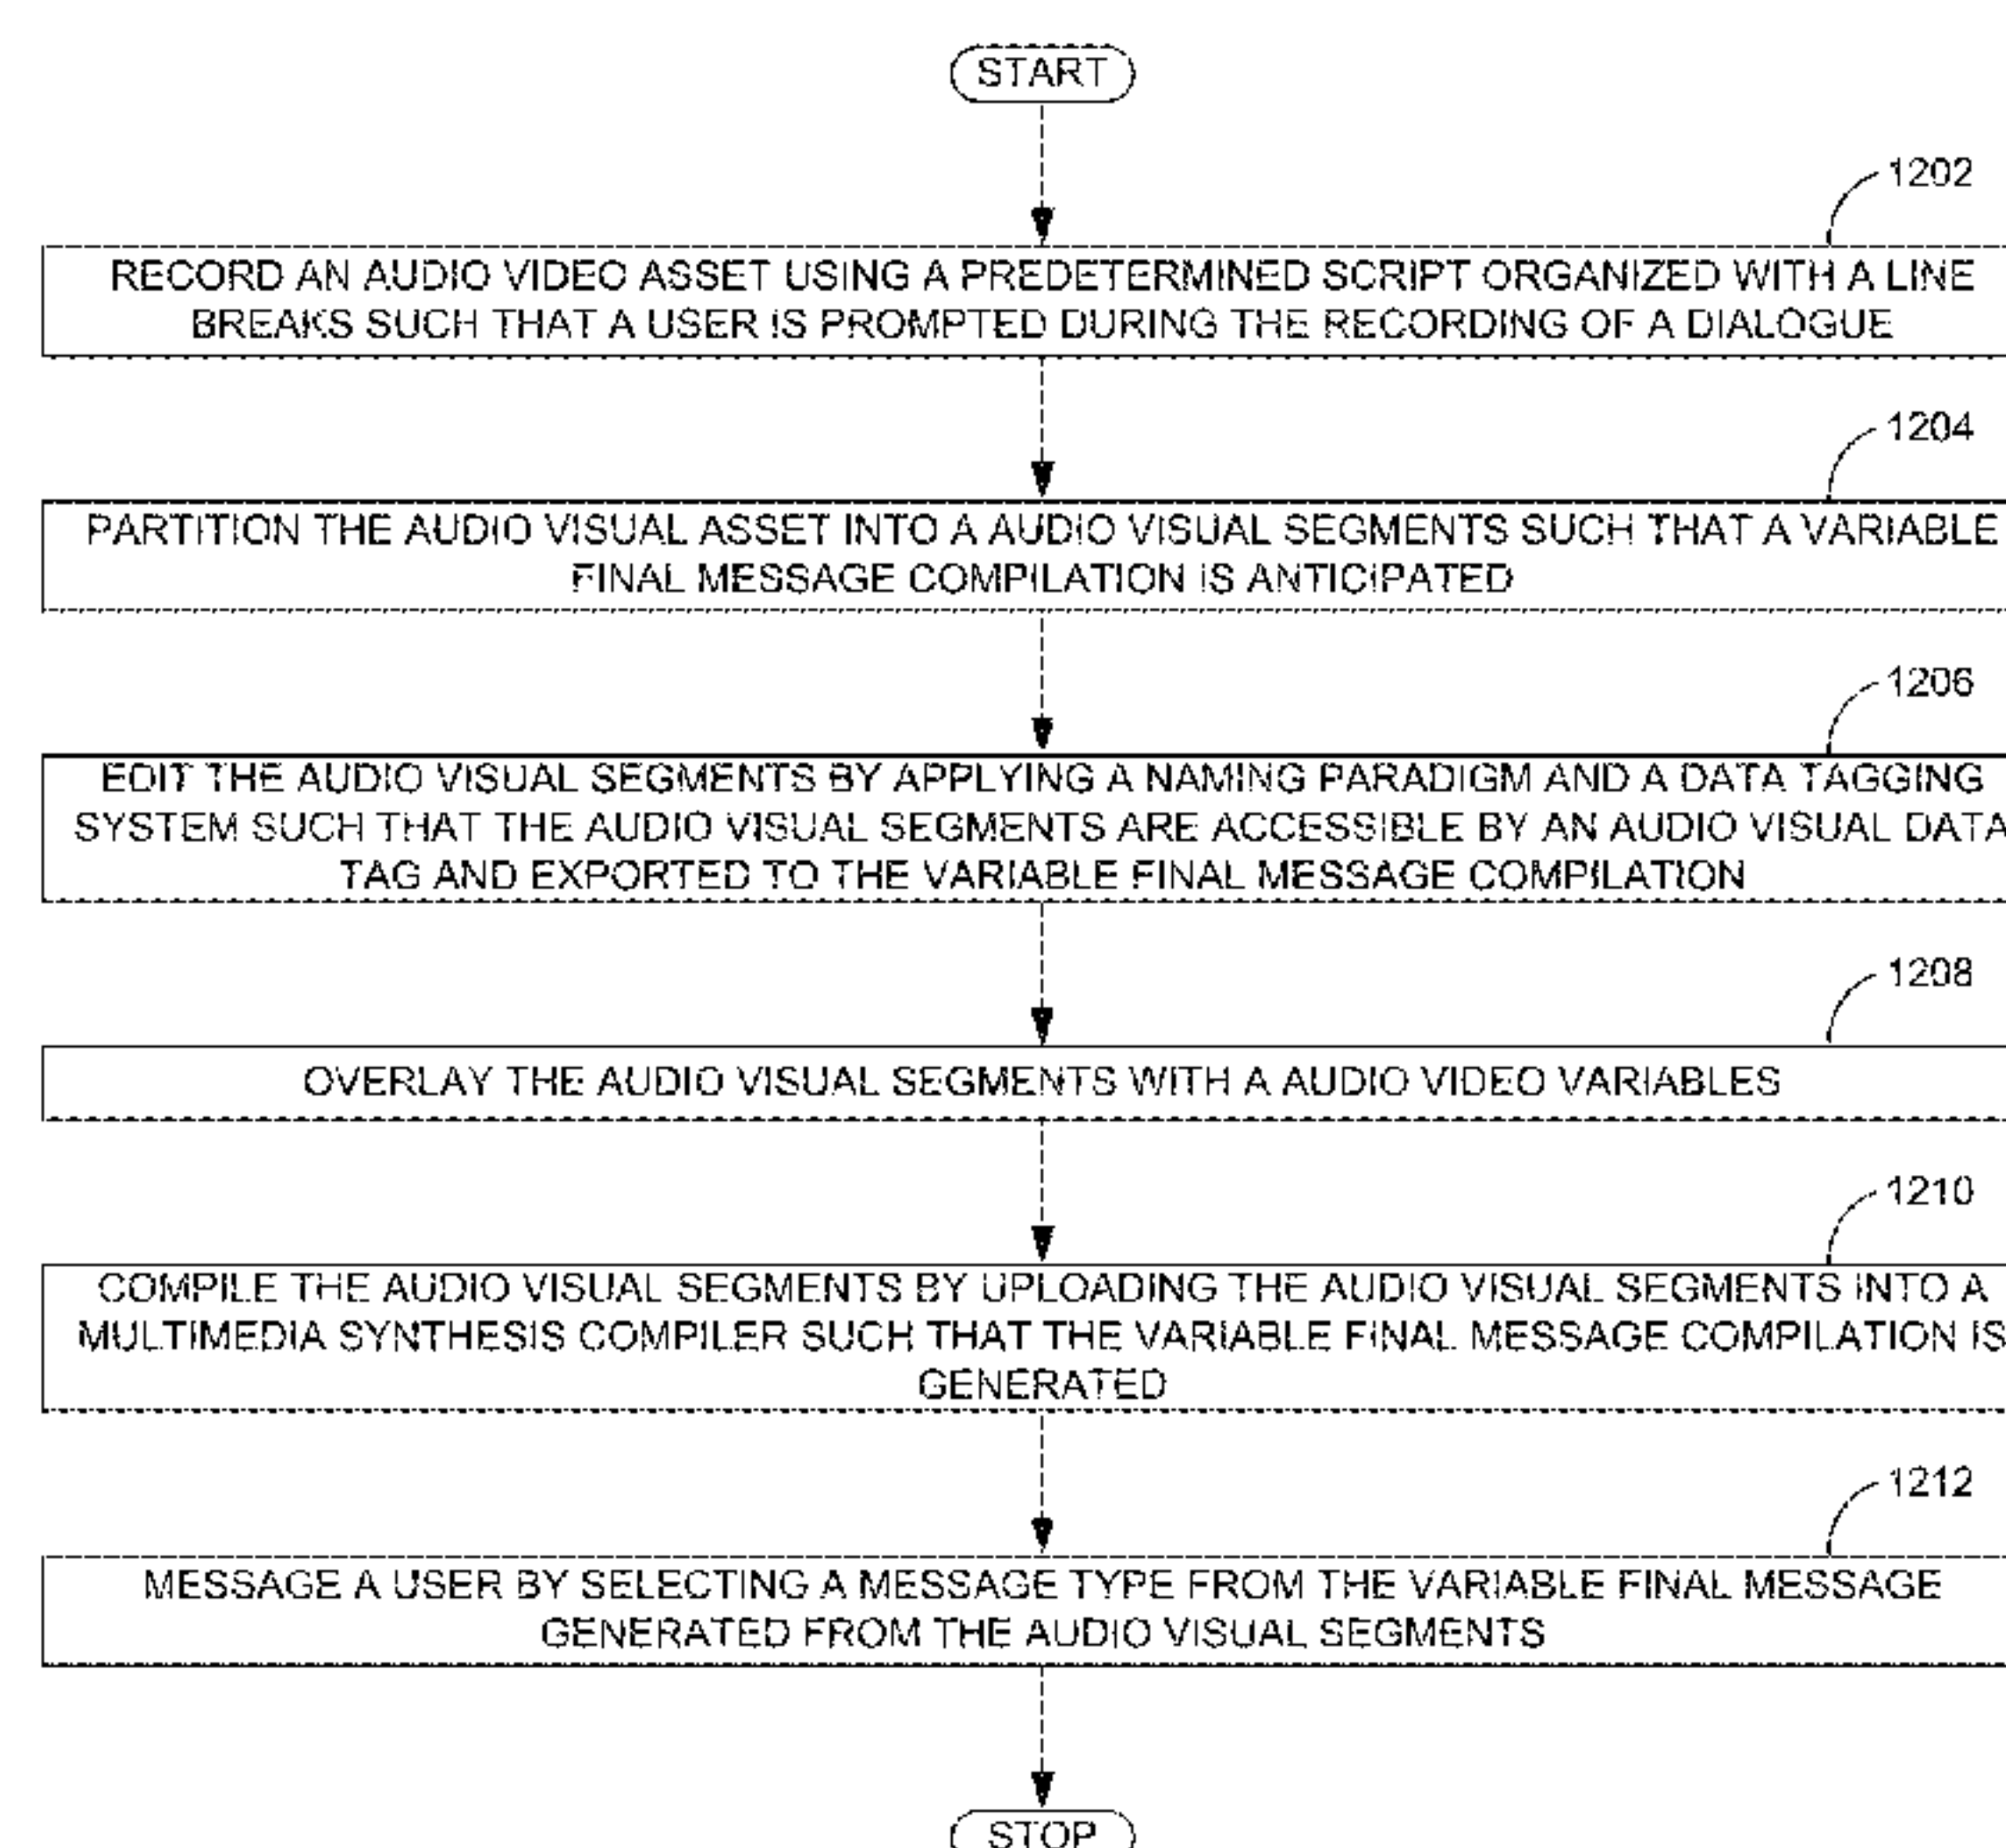 START
1202
RECORD AN AUDIO VIDEO ASSET USING A PREDETERMINED SCRIPT ORGANIZED WITH A LINE
BREAKS SUCH THAT A USER IS PROMPTED DURING THE RECORDING OF A DIALOGUE
1204
PARTITION THE AUDIO VISUAL ASSET INTO A AUDIO VISUAL SEGMENTS SUCH THAT A VARIABLE
FINAL MESSAGE COMPILATION IS ANTICIPATED
1206
EDIT THE AUDIO VISUAL SEGMENTS BY APPLYING A NAMING PARADIGM AND A DATA TAGGING
SYSTEM SUCH THAT THE AUDIO VISUAL SEGMENTS ARE ACCESSIBLE BY AN AUDIO VISUAL DATA
TAG AND EXPORTED TO THE VARIABLE FINAL MESSAGE COMPILATION
1208
OVERLAY THE AUDIO VISUAL SEGMENTS WITH A AUDIO VIDEO VARIABLES
1210
COMPILE THE AUDIO VISUAL SEGMENTS BY UPLOADING THE AUDIO VISUAL SEGMENTS INTO A
MULTIMEDIA SYNTHESIS COMPILER SUCH THAT THE VARIABLE FINAL MESSAGE COMPILATION IS
GENERATED
1212
MESSAGE A USER BY SELECTING A MESSAGE TYPE FROM THE VARIABLE FINAL MESSAGE
GENERATED FROM THE AUDIO VISUAL SEGMENTS
STOP